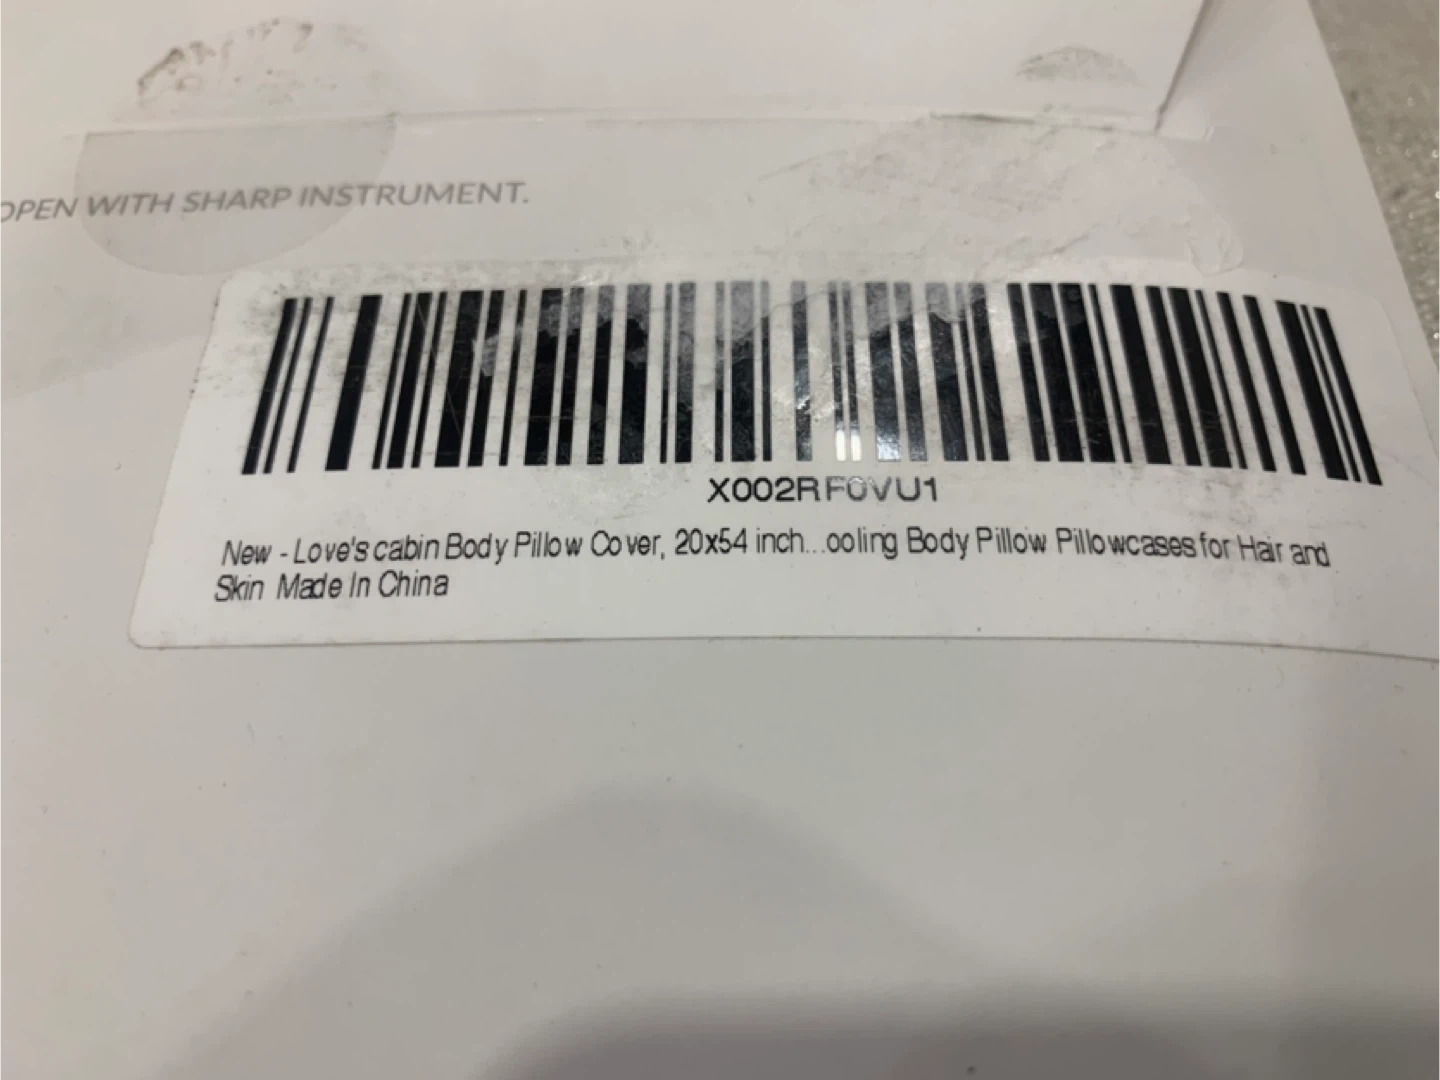 OPEN WITH SHARP INSTRUMENT.
X002RF0VU1
New - Love's cabin Body Pillow Cover, 20x54 inch...ooling Body Pillow Pillowcases for Hair and
Skin Made In China